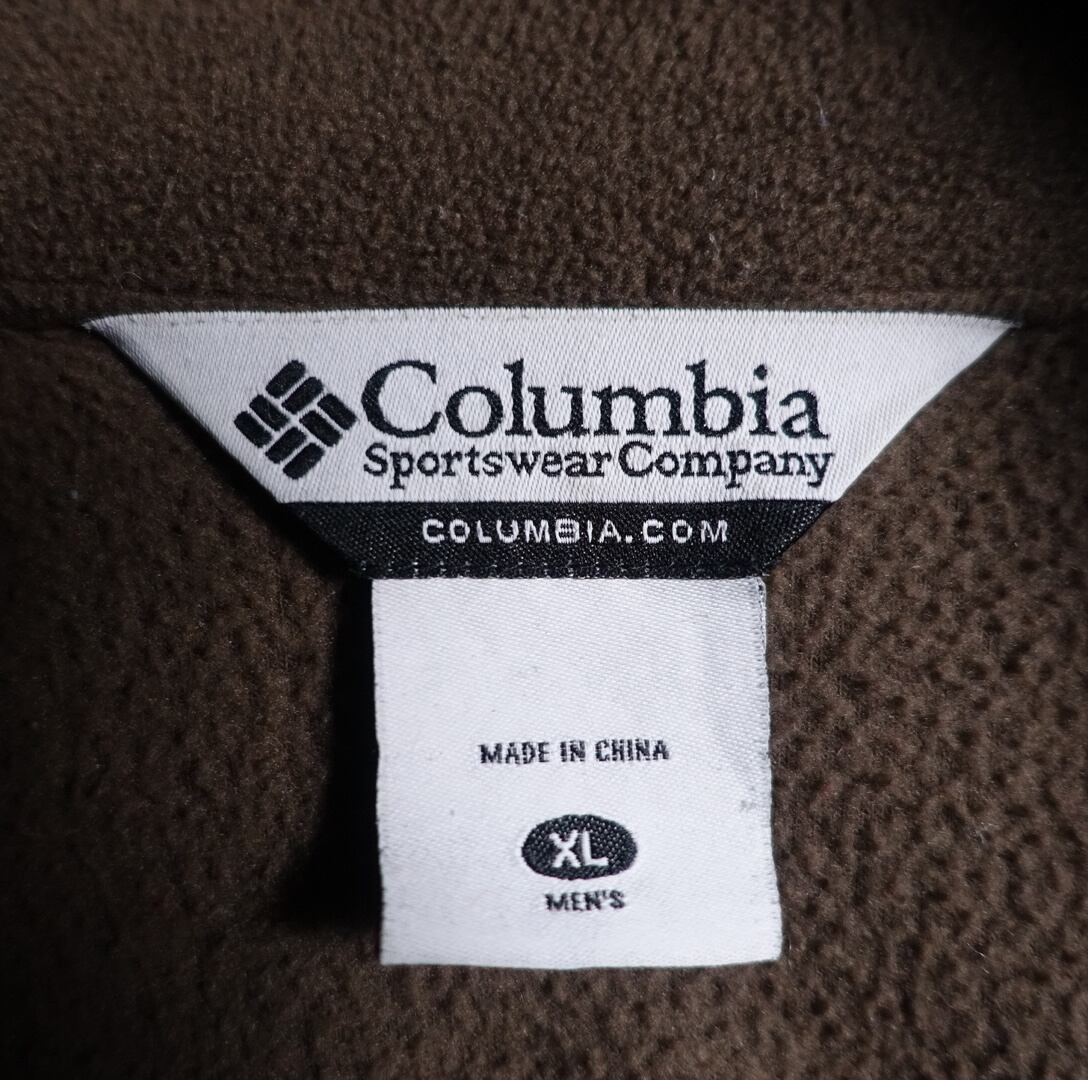 Columbia
Sportswear Company
COLUMBIA.COM
MADE IN CHINA
XL
MEN'S